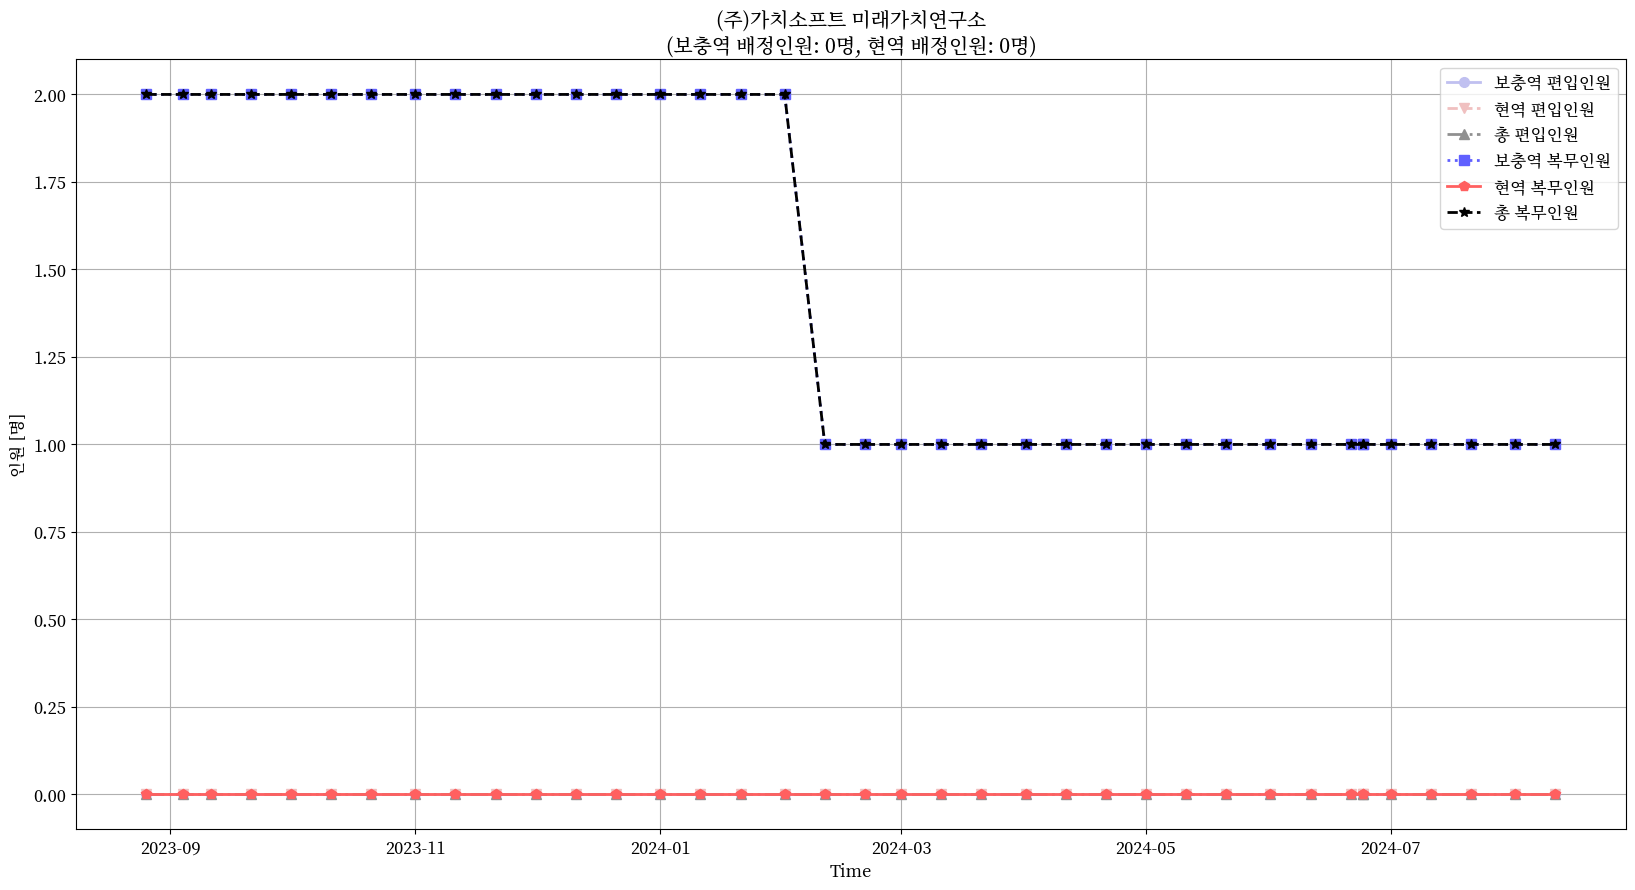 (주)가치소프트 미래가치연구소
(보충역 배정인원: 0명, 현역 배정인원: 0명)
보충역 편입인원
현역 편입인원
총 편입인원
보충역 복무인원
현역 복무인원
총 복무인원
인원 [명]
2.00
1.75
1.50
1.25
1.00
0.75
0.50
0.25
0.00
2023-09 2023-11 2024-01 2024-03 2024-05 2024-07
Time